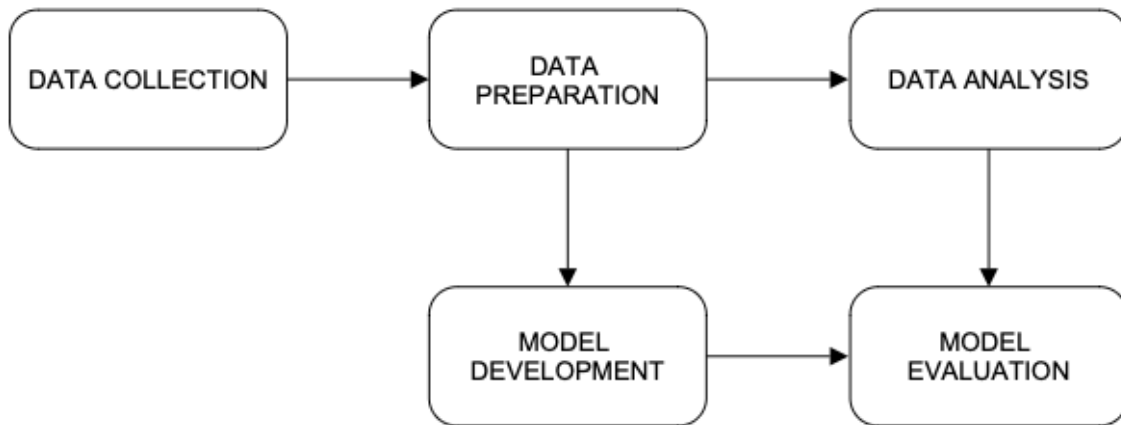 DATA COLLECTION
DATA
PREPARATION
DATA ANALYSIS
MODEL
DEVELOPMENT
MODEL
EVALUATION